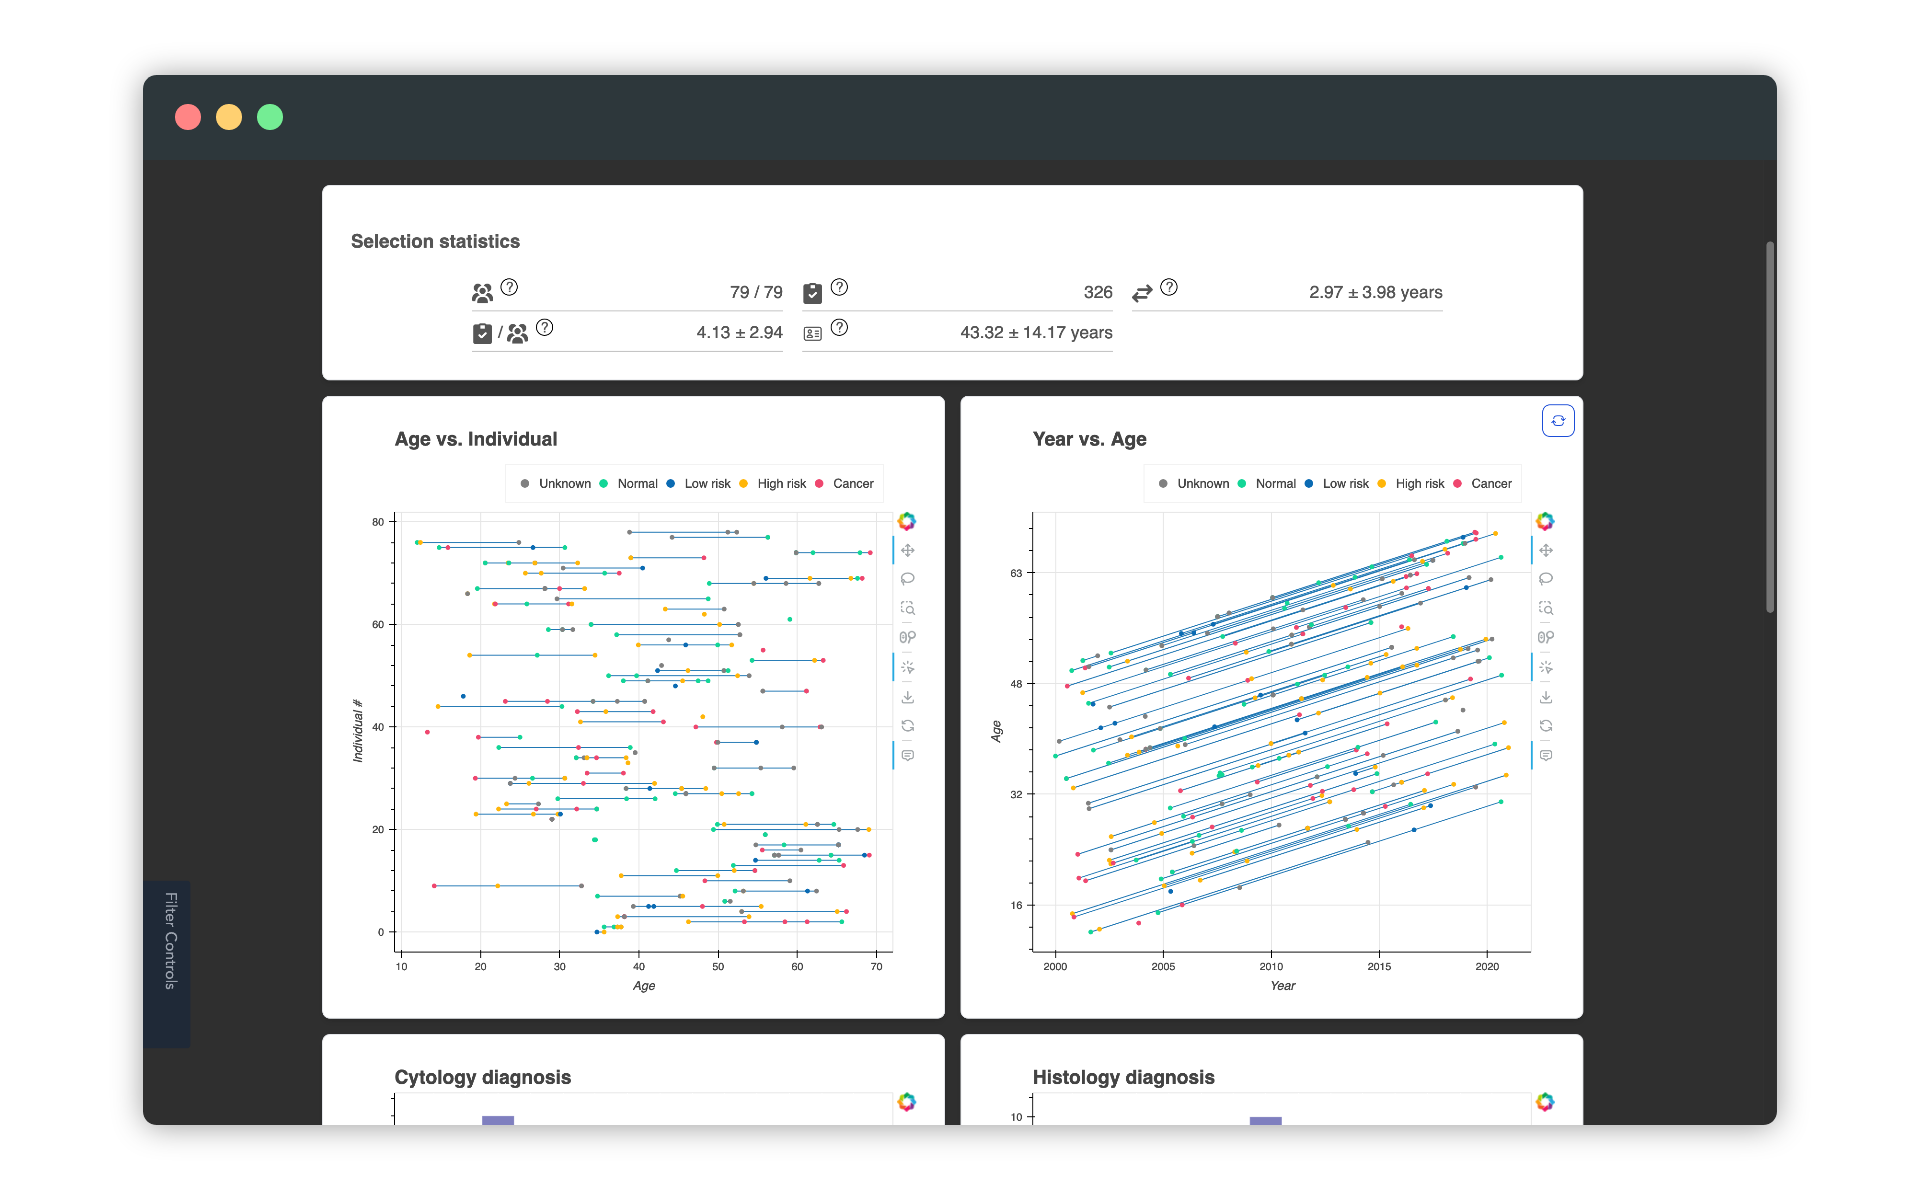 Selection statistics
? 79 / 79 ? 326 ? 2.97 ± 3.98 years
/ ? 4.13 ± 2.94 ? 43.32 ± 14.17 years
Age vs. Individual
Unknown Normal Low risk High risk Cancer
80
60
40
20
0
Individual #
10 20 30 40 50 60 70
Age
Year vs. Age
Unknown Normal Low risk High risk Cancer
63
48
32
16
Age
2000 2005 2010 2015 2020
Year
Filter Controls
Cytology diagnosis
Histology diagnosis
10